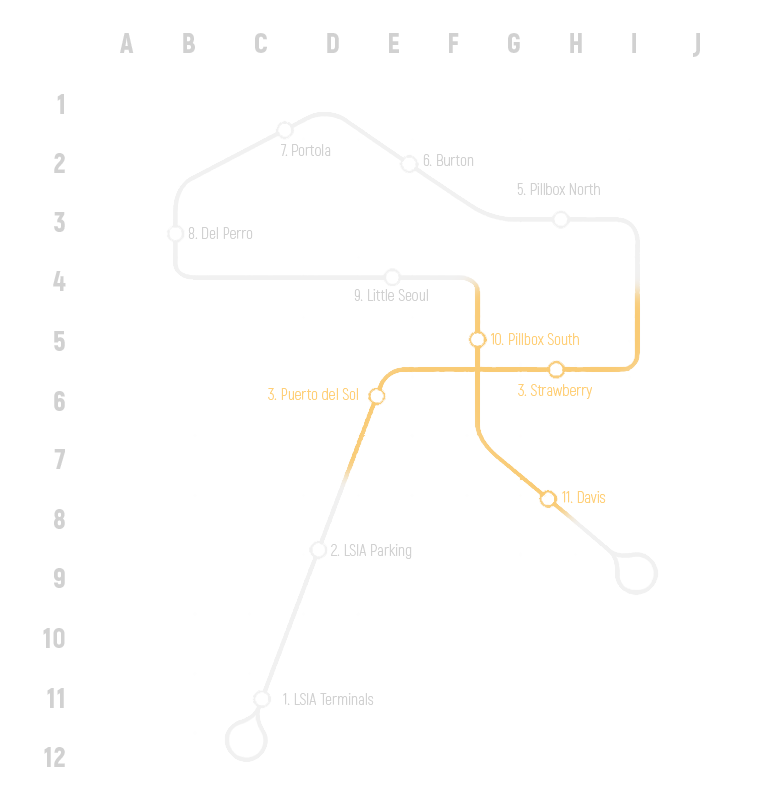 A B C D E F G H I J
1
7. Portola
2
6. Burton
5. Pillbox North
3
8. Del Perro
4
9. Little Seoul
5
10. Pillbox South
3. Puerto del Sol
3. Strawberry
6
7
11. Davis
8
2. LSIA Parking
9
10
11
1. LSIA Terminals
12